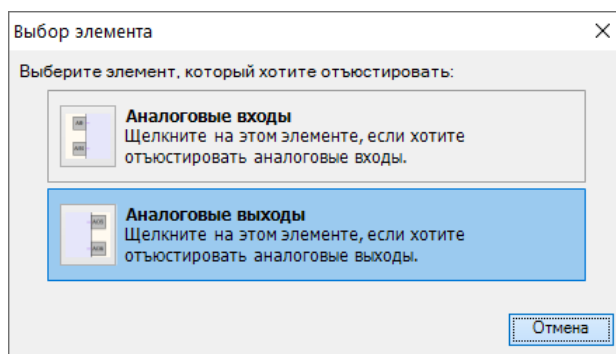 Выбор элемента
Выберите элемент, который хотите отъюстировать:
Аналоговые входы
Щелкните на этом элементе, если хотите
отъюстировать аналоговые входы.
Аналоговые выходы
Щелкните на этом элементе, если хотите
отъюстировать аналоговые выходы.
Отмена